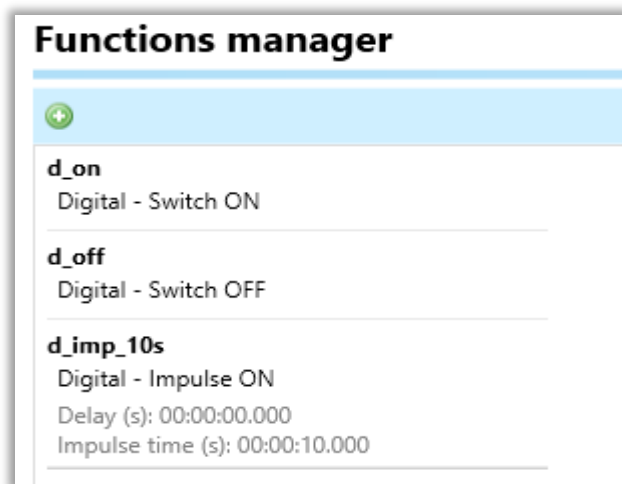 Functions manager
d_on
Digital - Switch ON
d_off
Digital - Switch OFF
d_imp_10s
Digital - Impulse ON
Delay (s): 00:00:00.000
Impulse time (s): 00:00:10.000